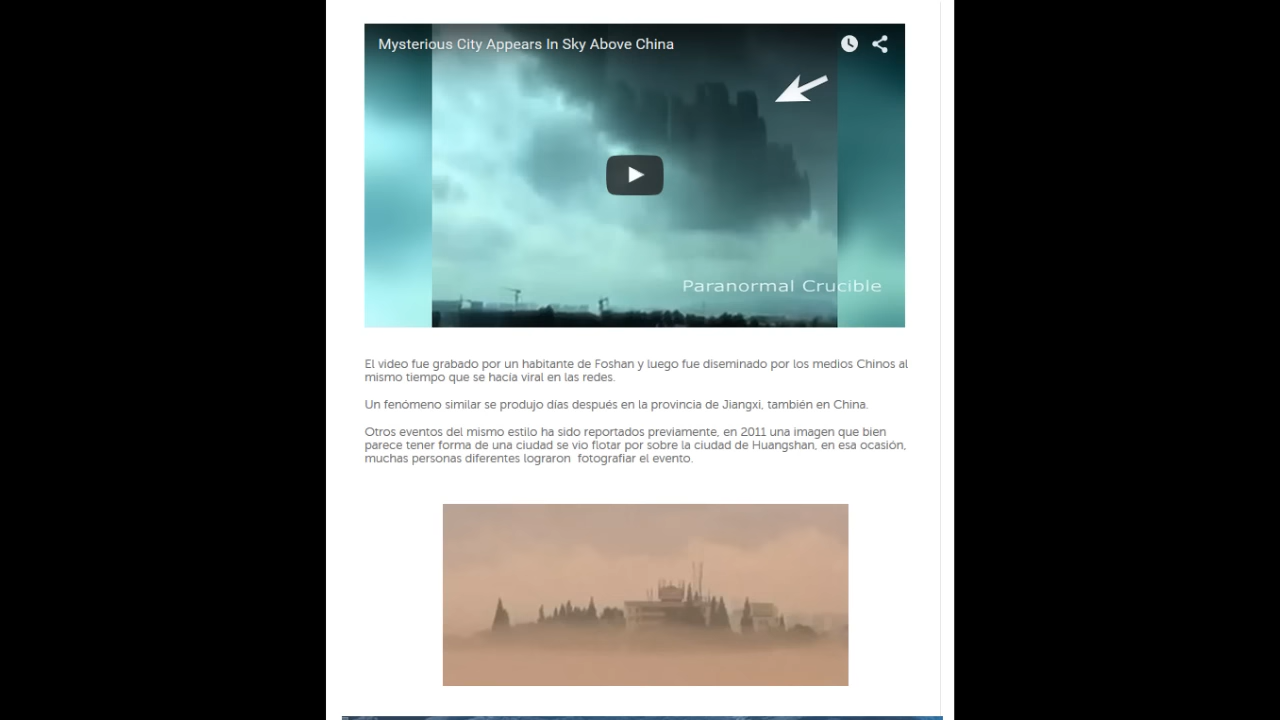 Mysterious City Appears In Sky Above China
Paranormal Crucible
El video fue grabado por un habitante de Foshan y luego fue diseminado por los medios Chinos al
mismo tiempo que se hacía viral en las redes.
Un fenómeno similar se produjo días después en la provincia de Jiangxi, también en China.
Otros eventos del mismo estilo ha sido reportados previamente, en 2011 una imagen que bien
parece tener forma de una ciudad se vio flotar por sobre la ciudad de Huangshan, en esa ocasión,
muchas personas diferentes lograron fotografiar el evento.